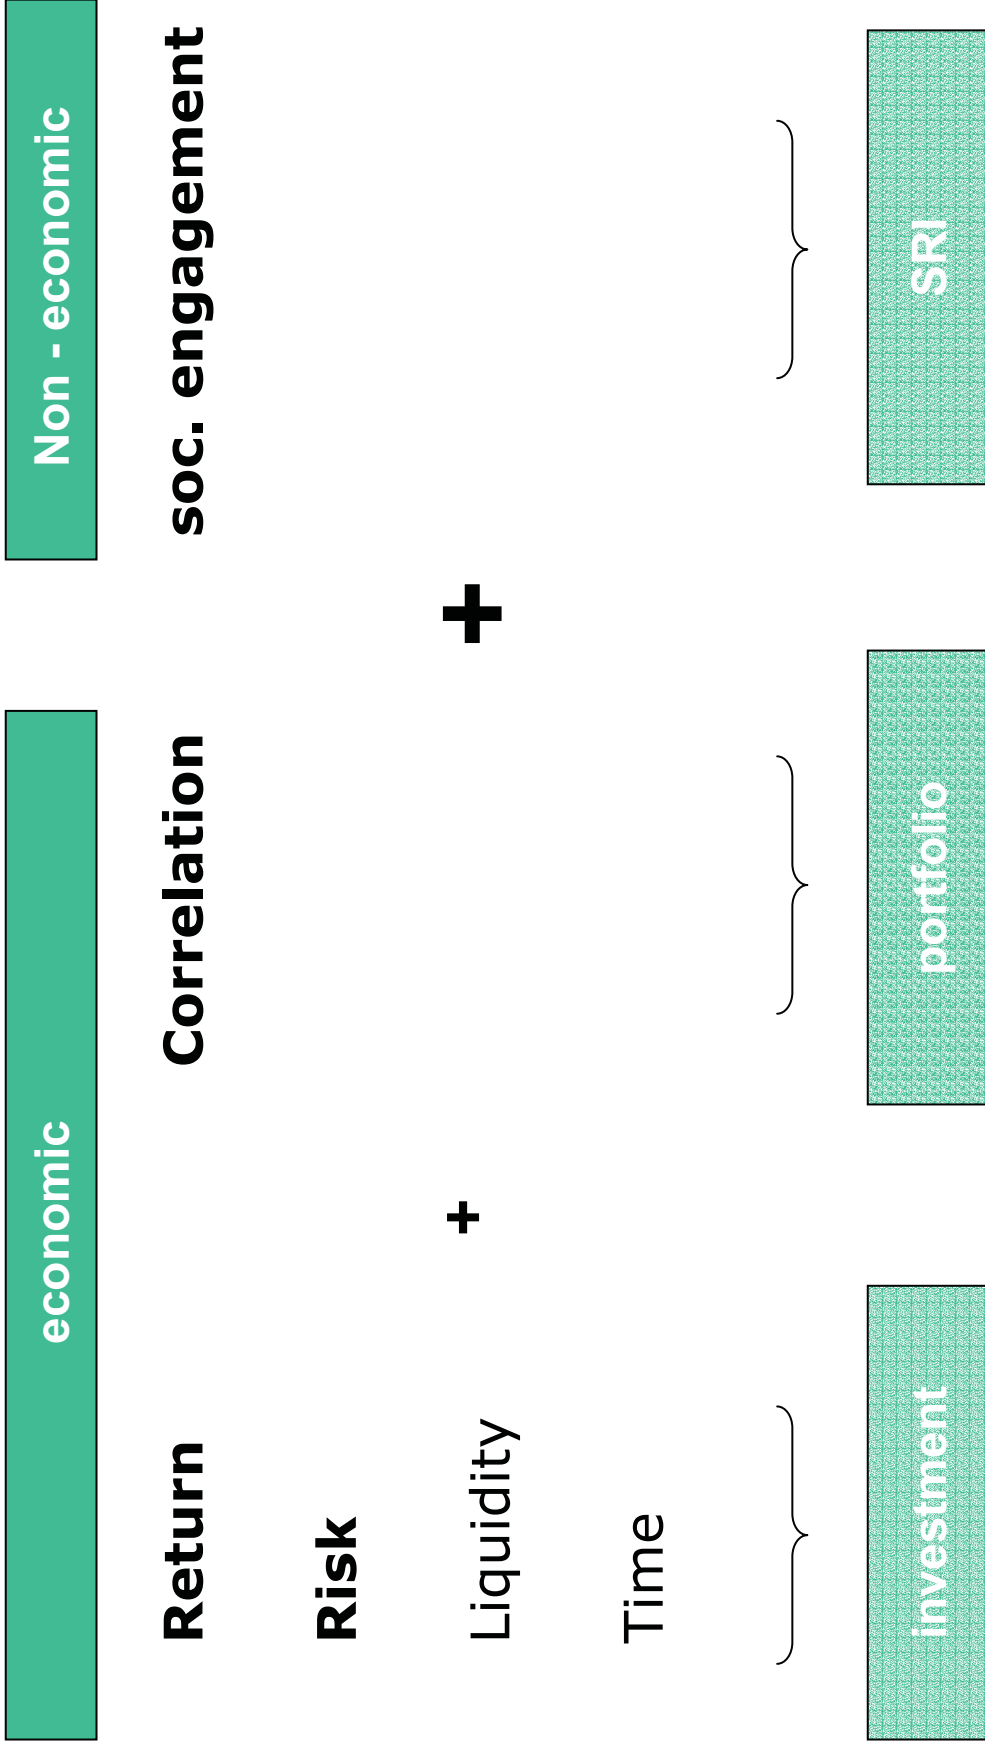 economic
Non - economic
Return
Correlation
soc. engagement
Risk
Liquidity
+
+
Time
investment
portfolio
SRI